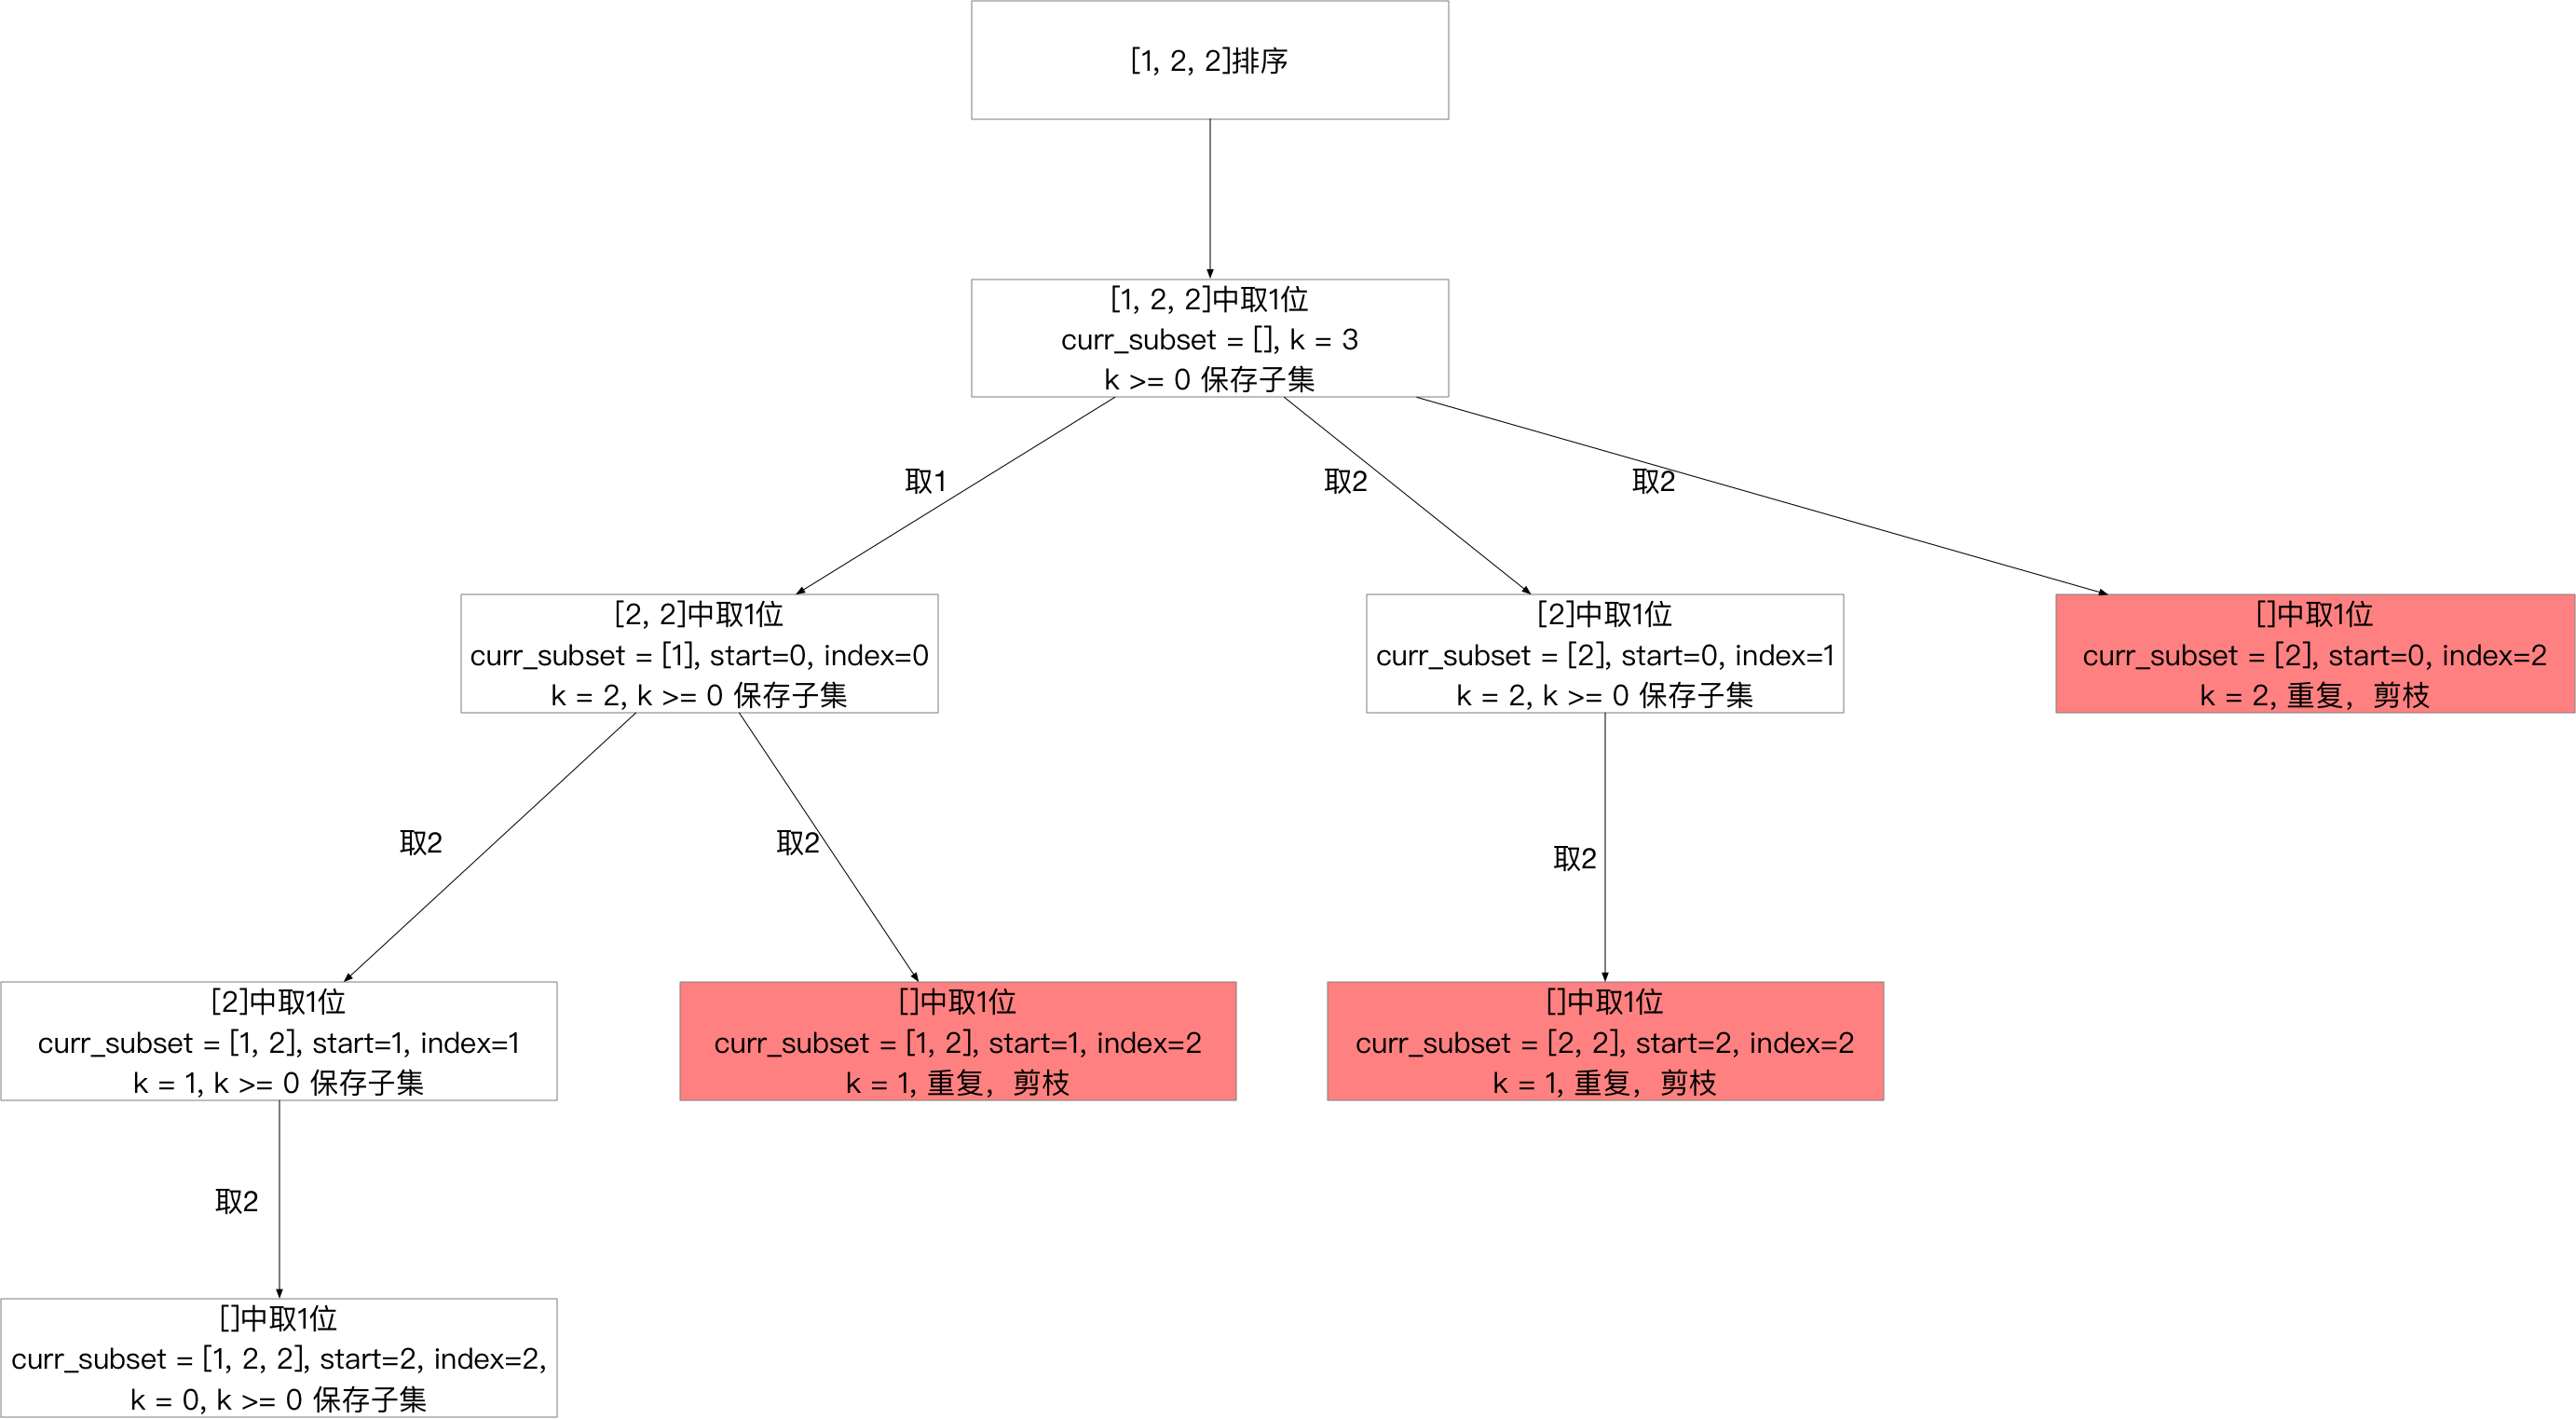 [1, 2, 2]排序
[1, 2, 2]中取1位
curr_subset = [], k = 3
k >= 0 保存子集
取1
取2
取2
[2, 2]中取1位
curr_subset = [1], start=0, index=0
k = 2, k >= 0 保存子集
[2]中取1位
curr_subset = [2], start=0, index=1
k = 2, k >= 0 保存子集
[]中取1位
curr_subset = [2], start=0, index=2
k = 2, 重复，剪枝
取2
取2
取2
[2]中取1位
curr_subset = [1, 2], start=1, index=1
k = 1, k >= 0 保存子集
[]中取1位
curr_subset = [1, 2], start=1, index=2
k = 1, 重复，剪枝
[]中取1位
curr_subset = [2, 2], start=2, index=2
k = 1, 重复，剪枝
取2
[]中取1位
curr_subset = [1, 2, 2], start=2, index=2,
k = 0, k >= 0 保存子集